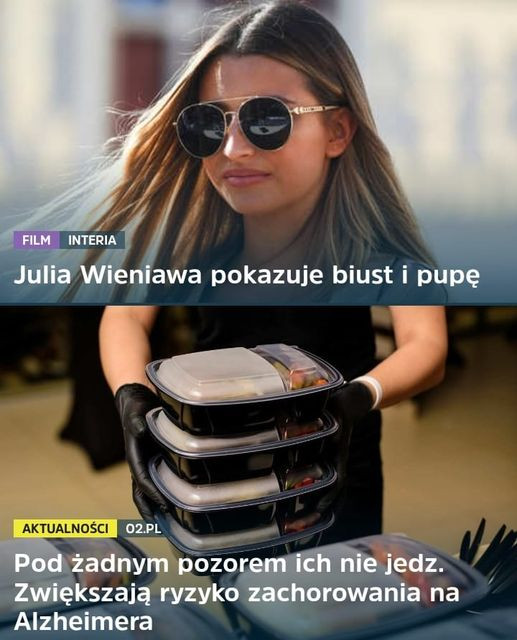 FILM INTERIA
Julia Wieniawa pokazuje biust i pupę
AKTUALNOŚCI O2.PL
Pod żadnym pozorem ich nie jedz.
Zwiększają ryzyko zachorowania na
Alzheimera